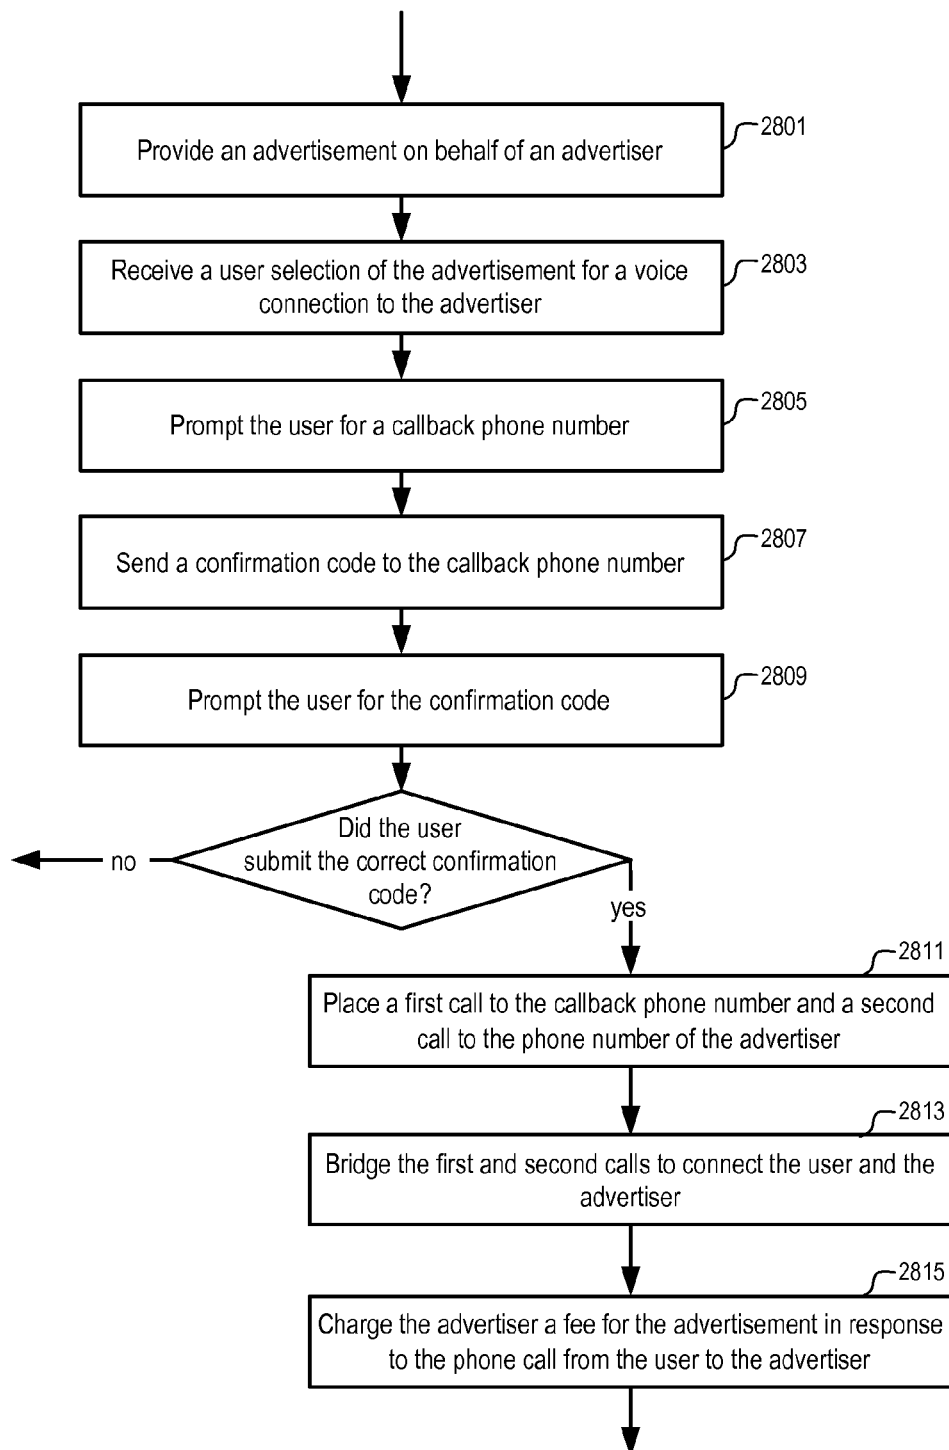 2801
Provide an advertisement on behalf of an advertiser
2803
Receive a user selection of the advertisement for a voice
connection to the advertiser
2805
Prompt the user for a callback phone number
2807
Send a confirmation code to the callback phone number
2809
Prompt the user for the confirmation code
Did the user
submit the correct confirmation
code?
no
yes
2811
Place a first call to the callback phone number and a second
call to the phone number of the advertiser
2813
Bridge the first and second calls to connect the user and the
advertiser
2815
Charge the advertiser a fee for the advertisement in response
to the phone call from the user to the advertiser